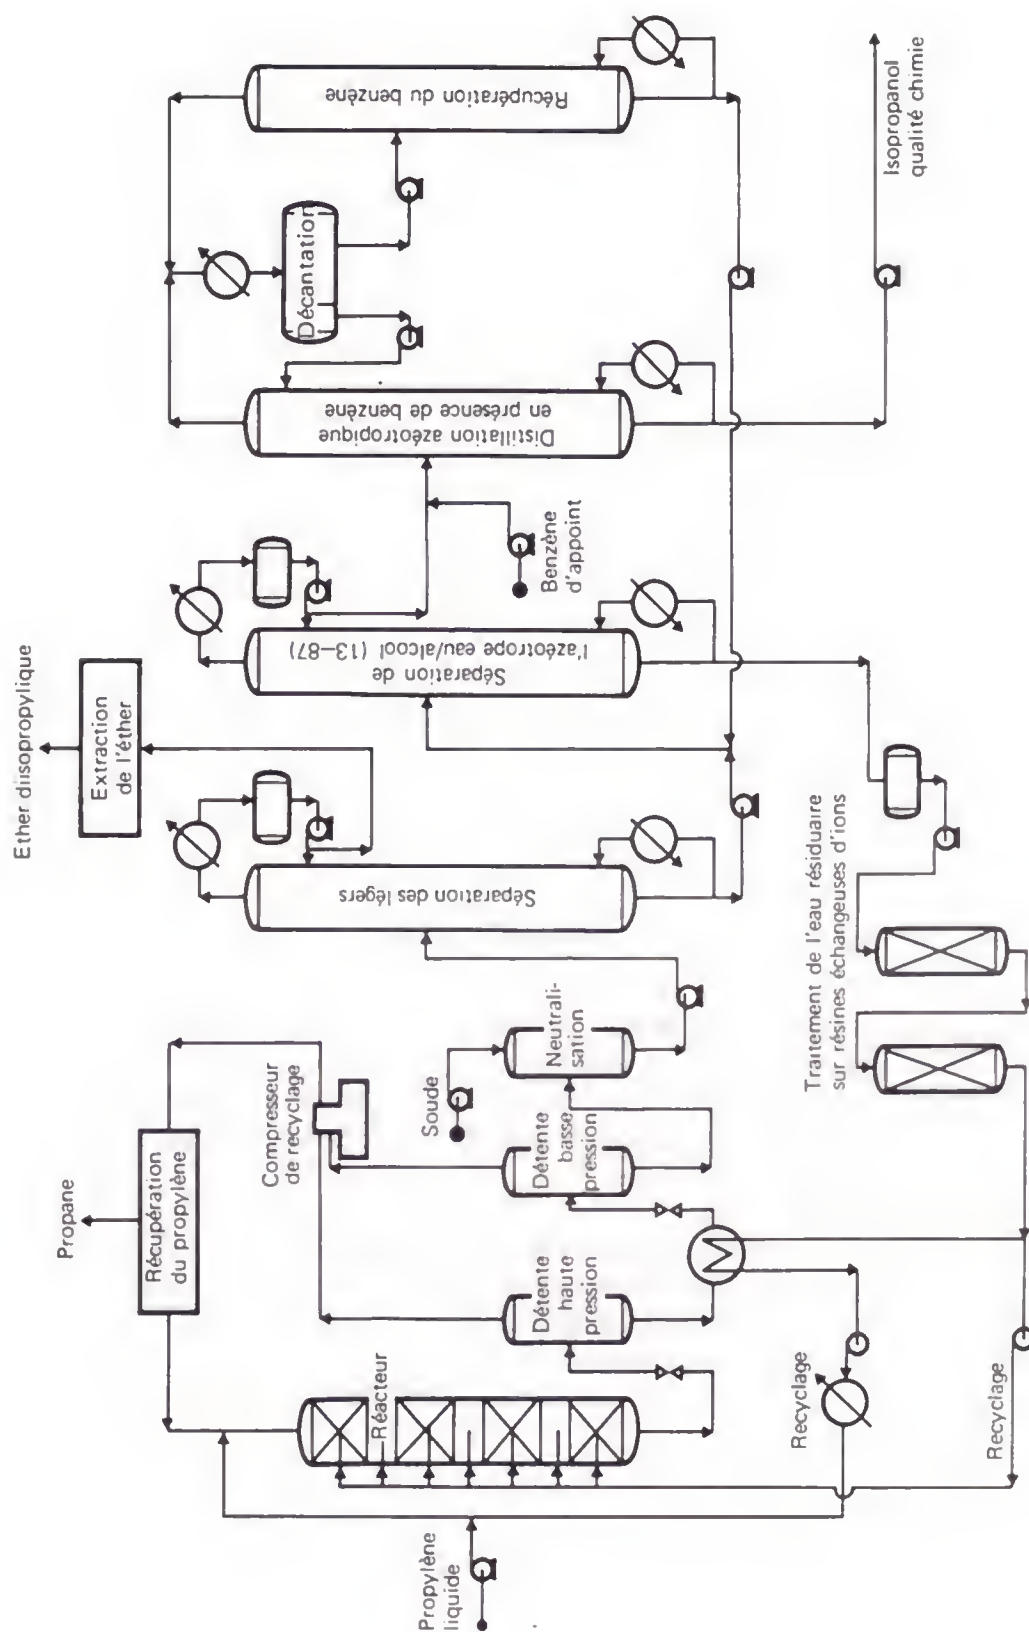 Propylène
liquide
Réacteur
Propane
Récupération
du propylène
Compresseur
de recyclage
Détente
haute
pression
Détente
basse
pression
Soude
Neutrali-
sation
Recyclage
Recyclage
Séparation des légers
Ether diisopropylique
Extraction
de l'éther
Séparation de
l'azéotrope eau/alcool (13–87)
Traitement de l'eau résiduaire
sur résines échangeuses d'ions
Benzène
d'appoint
Distillation azéotropique
en présence de benzène
Décantation
Récupération du benzène
Isopropanol
qualité chimie